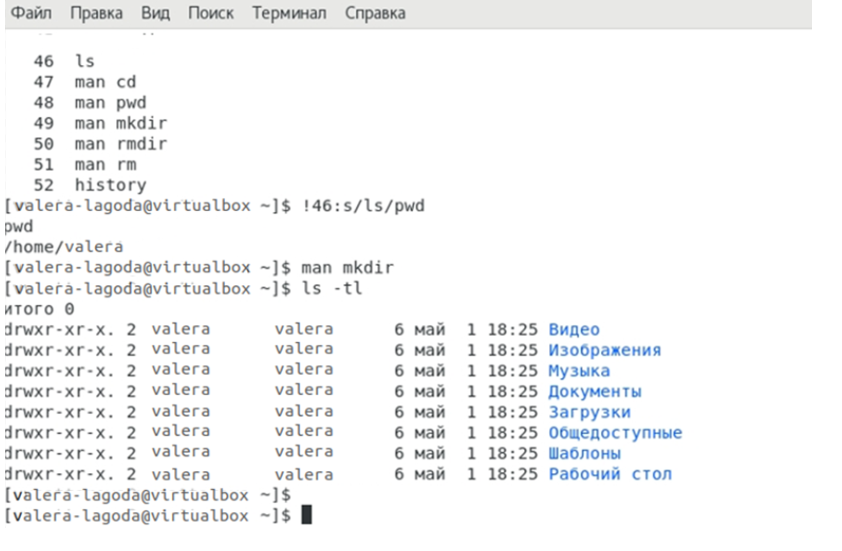 Файл Правка Вид Поиск Терминал Справка
46 ls
47 man cd
48 man pwd
49 man mkdir
50 man rmdir
51 man rm
52 history
[valera-lagoda@virtualbox ~]$ !46:s/ls/pwd
pwd
/home/valera
[valera-lagoda@virtualbox ~]$ man mkdir
[valera-lagoda@virtualbox ~]$ ls -tl
итого 0
drwxr-xr-x. 2 valera valera 6 май 1 18:25 Видео
drwxr-xr-x. 2 valera valera 6 май 1 18:25 Изображения
drwxr-xr-x. 2 valera valera 6 май 1 18:25 Музыка
drwxr-xr-x. 2 valera valera 6 май 1 18:25 Документы
drwxr-xr-x. 2 valera valera 6 май 1 18:25 Загрузки
drwxr-xr-x. 2 valera valera 6 май 1 18:25 Общедоступные
drwxr-xr-x. 2 valera valera 6 май 1 18:25 Шаблоны
drwxr-xr-x. 2 valera valera 6 май 1 18:25 Рабочий стол
[valera-lagoda@virtualbox ~]$
[valera-lagoda@virtualbox ~]$